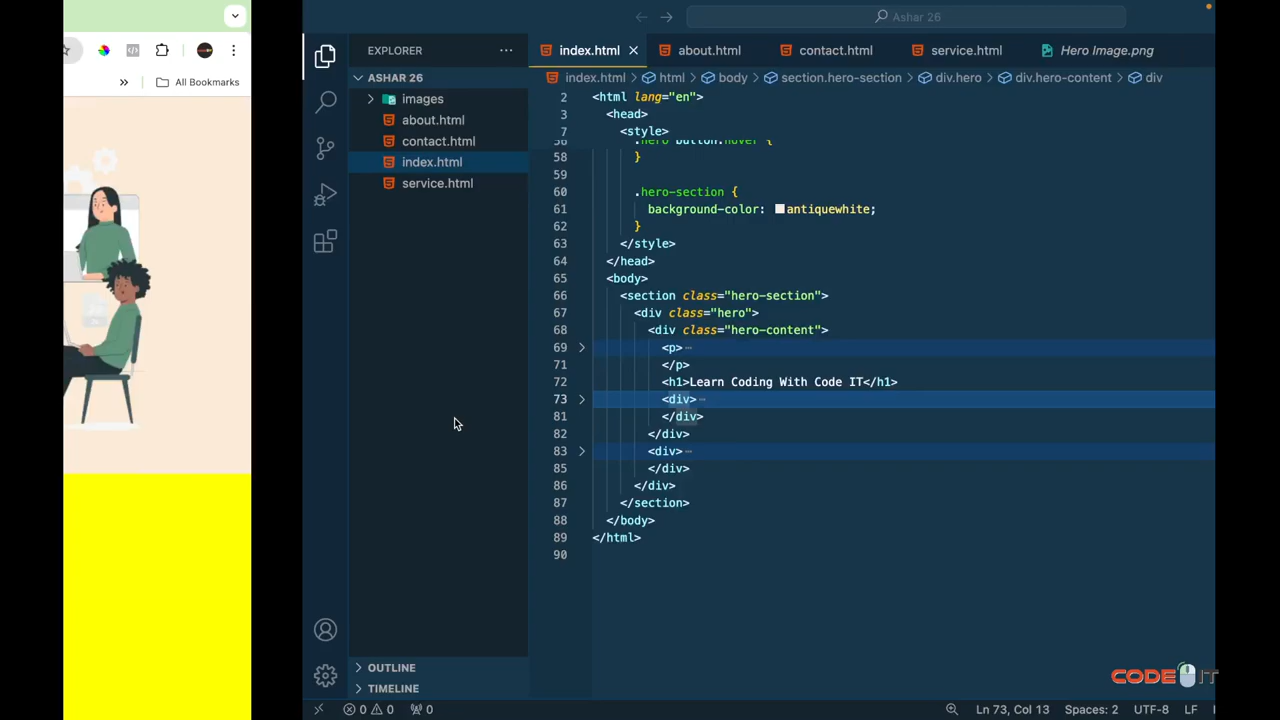 Ashar 26
All Bookmarks
EXPLORER
index.html
about.html
contact.html
service.html
Hero Image.png
ASHAR 26
index.html
html
body
section.hero-section
div.hero
div.hero-content
div
images
about.html
contact.html
index.html
service.html
2 <html lang="en">
3 <head>
7 <style>
58 }
59
60 .hero-section {
61 background-color: antiquewhite;
62 }
63 </style>
64 </head>
65 <body>
66 <section class="hero-section">
67 <div class="hero">
68 <div class="hero-content">
69 <p>⋯
71 </p>
72 <h1>Learn Coding With Code IT</h1>
73 <div>⋯
81 </div>
82 </div>
83 <div>⋯
85 </div>
86 </div>
87 </section>
88 </body>
89 </html>
90
OUTLINE
TIMELINE
CODE IT
0 0 0
Ln 73, Col 13
Spaces: 2
UTF-8
LF